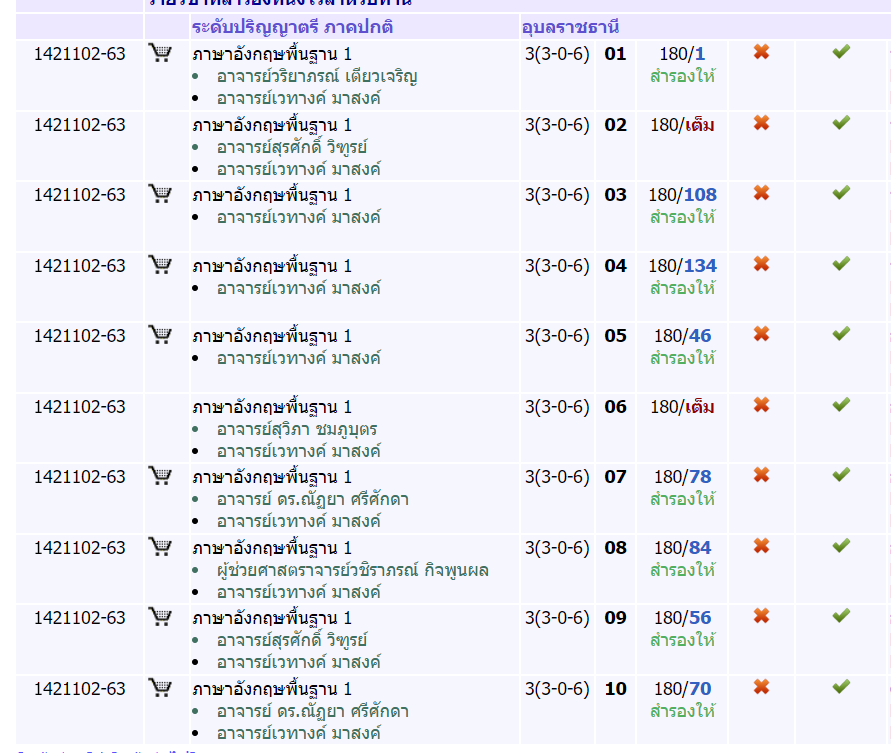 ระดับปริญญาตรี ภาคปกติ อุบลราชธานี
1421102-63 ภาษาอังกฤษพื้นฐาน 1 3(3-0-6) 01 180/1
อาจารย์วริยาภรณ์ เตียวเจริญ สำรองให้
อาจารย์เวทางค์ มาสงค์
1421102-63 ภาษาอังกฤษพื้นฐาน 1 3(3-0-6) 02 180/เต็ม
อาจารย์สุรศักดิ์ วิฑูรย์
อาจารย์เวทางค์ มาสงค์
1421102-63 ภาษาอังกฤษพื้นฐาน 1 3(3-0-6) 03 180/108
อาจารย์เวทางค์ มาสงค์ สำรองให้
1421102-63 ภาษาอังกฤษพื้นฐาน 1 3(3-0-6) 04 180/134
อาจารย์เวทางค์ มาสงค์ สำรองให้
1421102-63 ภาษาอังกฤษพื้นฐาน 1 3(3-0-6) 05 180/46
อาจารย์เวทางค์ มาสงค์ สำรองให้
1421102-63 ภาษาอังกฤษพื้นฐาน 1 3(3-0-6) 06 180/เต็ม
อาจารย์สุวิภา ชมภูบุตร
อาจารย์เวทางค์ มาสงค์
1421102-63 ภาษาอังกฤษพื้นฐาน 1 3(3-0-6) 07 180/78
อาจารย์ ดร.ณัฏยา ศรีศักดา สำรองให้
อาจารย์เวทางค์ มาสงค์
1421102-63 ภาษาอังกฤษพื้นฐาน 1 3(3-0-6) 08 180/84
ผู้ช่วยศาสตราจารย์วชิราภรณ์ กิจพูนผล สำรองให้
อาจารย์เวทางค์ มาสงค์
1421102-63 ภาษาอังกฤษพื้นฐาน 1 3(3-0-6) 09 180/56
อาจารย์สุรศักดิ์ วิฑูรย์ สำรองให้
อาจารย์เวทางค์ มาสงค์
1421102-63 ภาษาอังกฤษพื้นฐาน 1 3(3-0-6) 10 180/70
อาจารย์ ดร.ณัฏยา ศรีศักดา สำรองให้
อาจารย์เวทางค์ มาสงค์